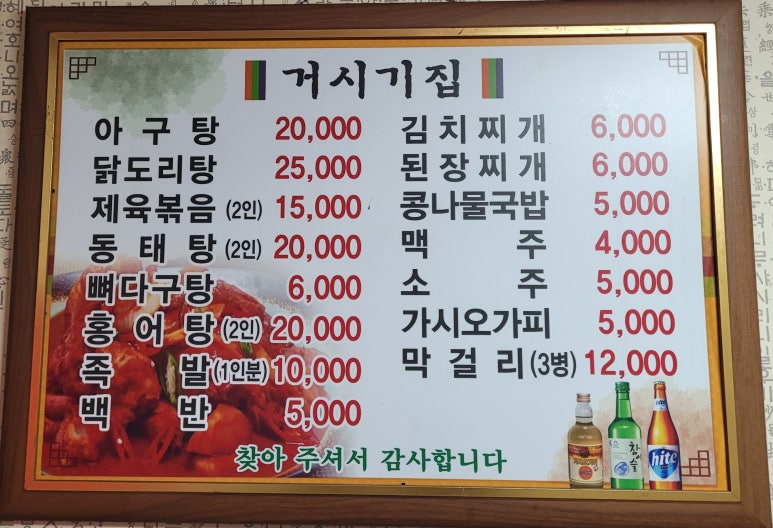 거시기집
아구탕 20,000
닭도리탕 25,000
제육볶음 (2인) 15,000
동태탕 (2인) 20,000
뼈다구탕 6,000
홍어탕 (2인) 20,000
족발 (1인분) 10,000
백반 5,000
김치찌개 6,000
된장찌개 6,000
콩나물국밥 5,000
맥주 4,000
소주 5,000
가시오가피 5,000
막걸리 (3병) 12,000
찾아 주셔서 감사합니다
참이슬
hite